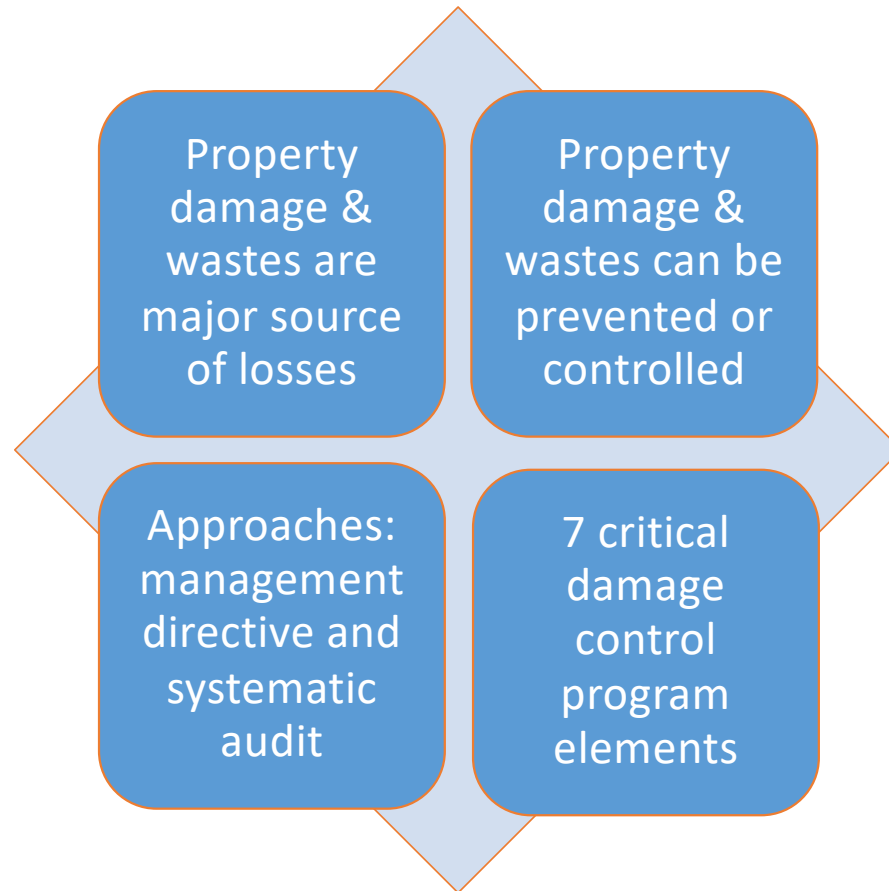 Property
damage &
wastes are
major source
of losses
Property
damage &
wastes can be
prevented or
controlled
Approaches:
management
directive and
systematic
audit
7 critical
damage
control
program
elements